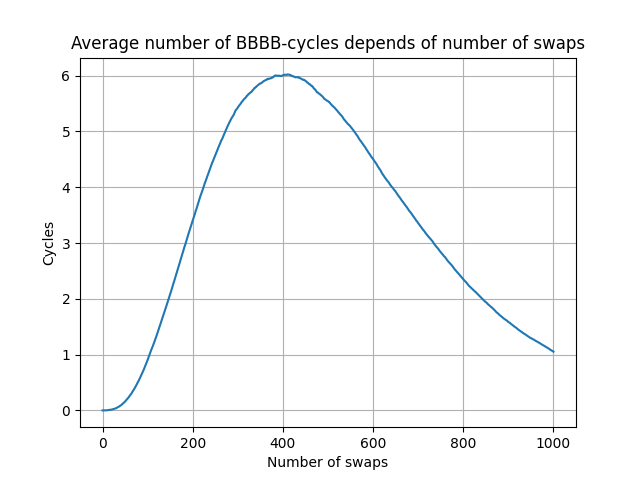 Average number of BBBB-cycles depends of number of swaps
6
5
4
3
2
1
0
Cycles
0 200 400 600 800 1000
Number of swaps